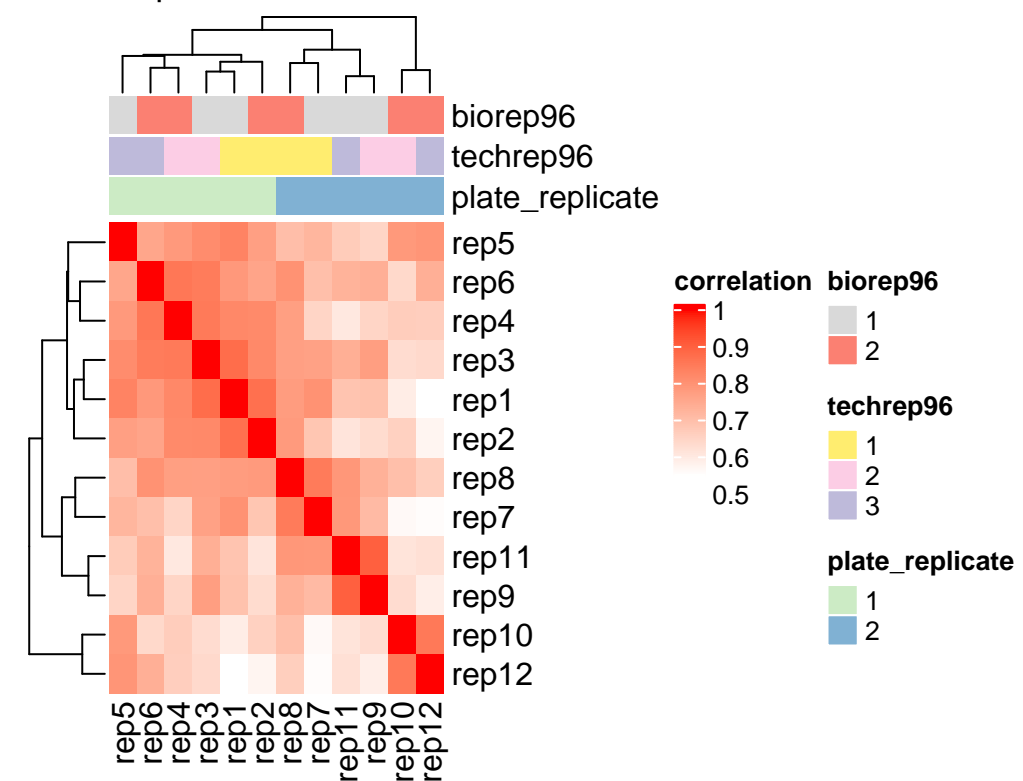 biorep96
techrep96
plate_replicate
rep5
rep6
rep4
rep3
rep1
rep2
rep8
rep7
rep11
rep9
rep10
rep12
rep5
rep6
rep4
rep3
rep1
rep2
rep8
rep7
rep11
rep9
rep10
rep12
correlation
1
0.9
0.8
0.7
0.6
0.5
biorep96
1
2
techrep96
1
2
3
plate_replicate
1
2